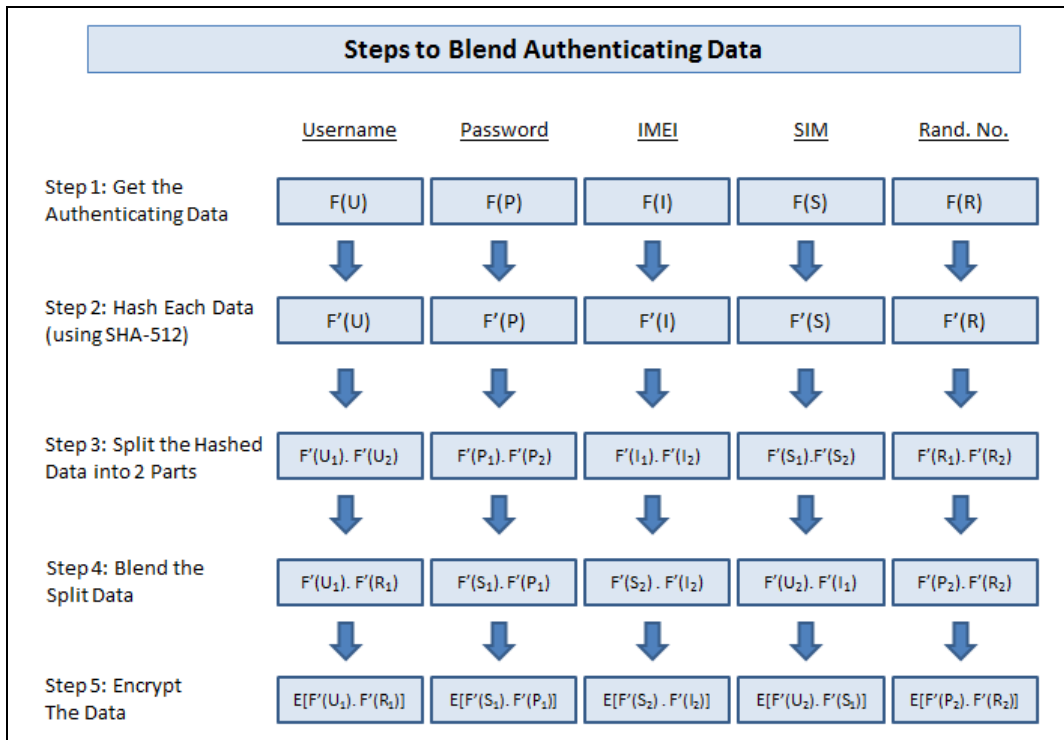 Steps to Blend Authenticating Data
Username Password IMEI SIM Rand. No.
Step 1: Get the
Authenticating Data
F(U) F(P) F(I) F(S) F(R)
Step 2: Hash Each Data
(using SHA-512)
F'(U) F'(P) F'(I) F'(S) F'(R)
Step 3: Split the Hashed
Data into 2 Parts
F'(U₁). F'(U₂) F'(P₁). F'(P₂) F'(I₁). F'(I₂) F'(S₁).F'(S₂) F'(R₁). F'(R₂)
Step 4: Blend the
Split Data
F'(U₁). F'(R₁) F'(S₁). F'(P₁) F'(S₂) . F'(I₂) F'(U₂). F'(I₁) F'(P₂). F'(R₂)
Step 5: Encrypt
The Data
E[F'(U₁). F'(R₁)] E[F'(S₁). F'(P₁)] E[F'(S₂). F'(I₂)] E[F'(U₂). F'(S₁)] E[F'(P₂). F'(R₂)]